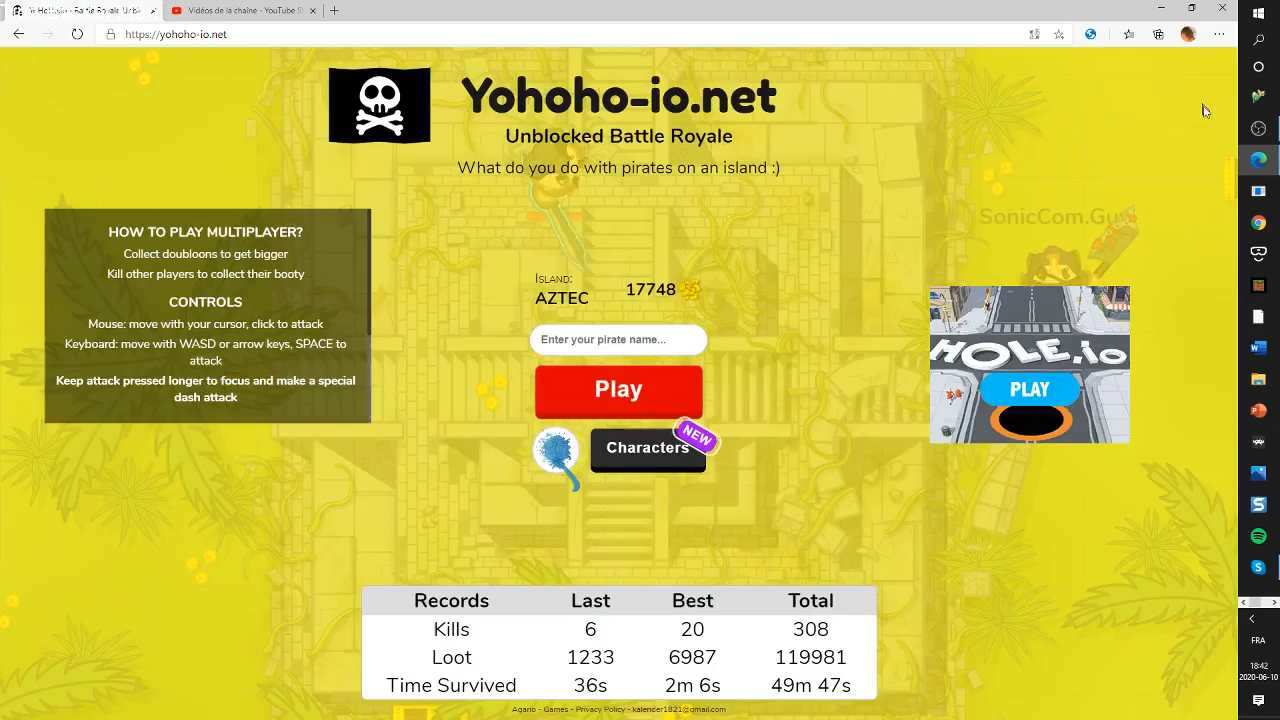 Vidéos de la chaîne - YouTube S
https://yohoho-io.net
Yohoho-io.net
Unblocked Battle Royale
What do you do with pirates on an island :)
SonicCom.Guy
HOW TO PLAY MULTIPLAYER?
Collect doubloons to get bigger
Kill other players to collect their booty
CONTROLS
Mouse: move with your cursor, click to attack
Keyboard: move with WASD or arrow keys, SPACE to
attack
Keep attack pressed longer to focus and make a special
dash attack
Island:
AZTEC
17748
Enter your pirate name...
Play
NEW
Characters
HOLE.io
PLAY
Records Last Best Total
Kills 6 20 308
Loot 1233 6987 119981
Time Survived 36s 2m 6s 49m 47s
Agario - Games - Privacy Policy - kalender1821@gmail.com
FRA
18:42
2020-06-10